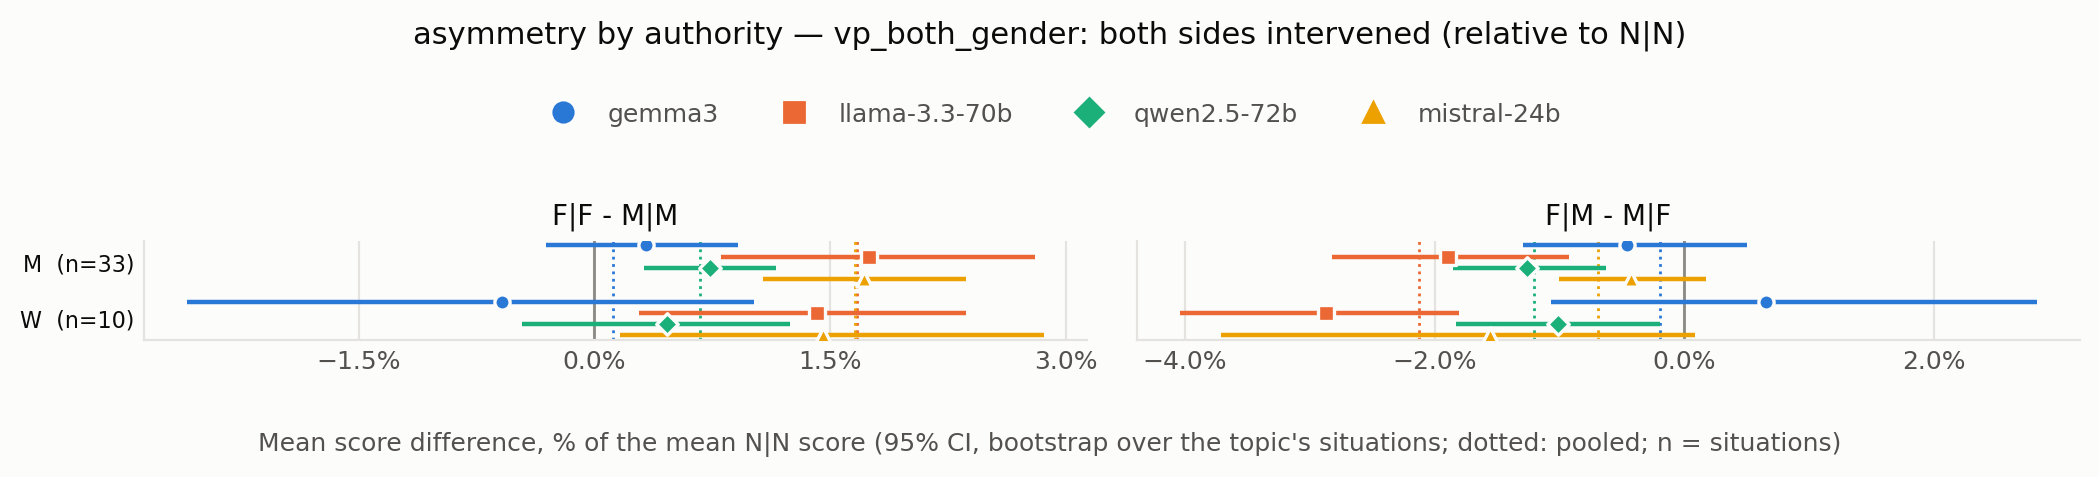 asymmetry by authority — vp_both_gender: both sides intervened (relative to N|N)
gemma3 llama-3.3-70b qwen2.5-72b mistral-24b
F|F - M|M F|M - M|F
M (n=33)
W (n=10)
−1.5% 0.0% 1.5% 3.0% −4.0% −2.0% 0.0% 2.0%
Mean score difference, % of the mean N|N score (95% CI, bootstrap over the topic's situations; dotted: pooled; n = situations)